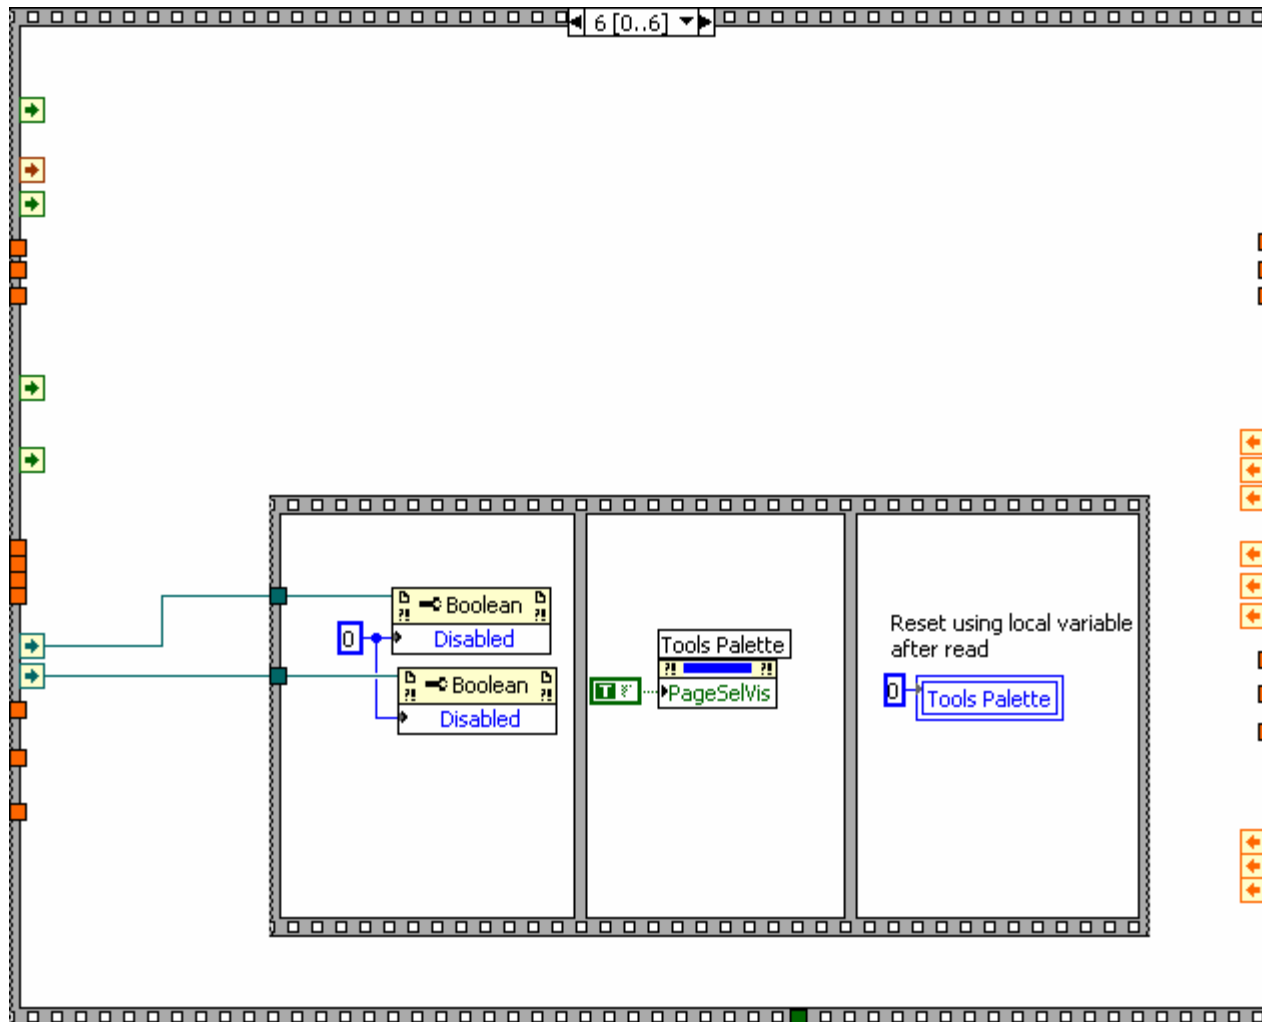 6 [0..6]
?! Boolean ?!
0 Disabled
?! Boolean ?!
Disabled
Tools Palette
?! ?!
T F PageSelVis
Reset using local variable
after read
0 Tools Palette